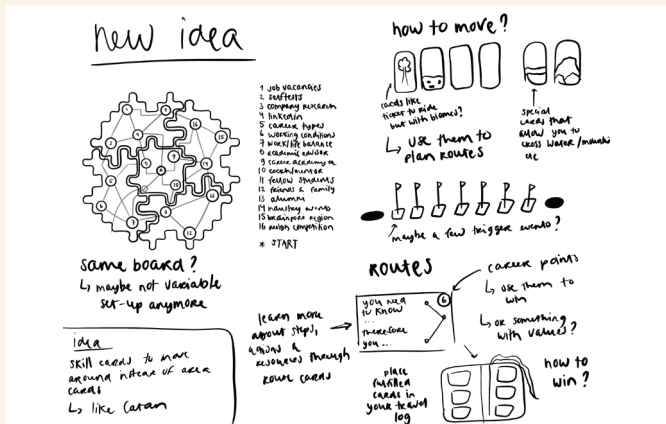 new idea
1 job vacancies
2 self tests
3 company research
4 linkedin
5 career types
6 working conditions
7 work/life balance
8 academic advisor
9 career academy
10 coach/mentor
11 fellow students
12 friends & family
13 alumni
14 industry events
15 brainport region
16 design competition
* START
same board?
↳ maybe not variable
set-up anymore
idea
skill cards to move
around instead of area
cards
↳ like Catan
how to move?
cards like
ticket to ride
but with biomes?
↳ use them to
plan routes
special
cards that
allow you to
cross water/mountain
etc
maybe a few trigger events?
ROUTES
learn more
about steps,
actions &
resources through
route cards
you need
to know
...
therefore
you ...
6
career points
↳ use them to
win
↳ or something
with values?
place
fulfilled
cards in
your travel
log
how to
win?